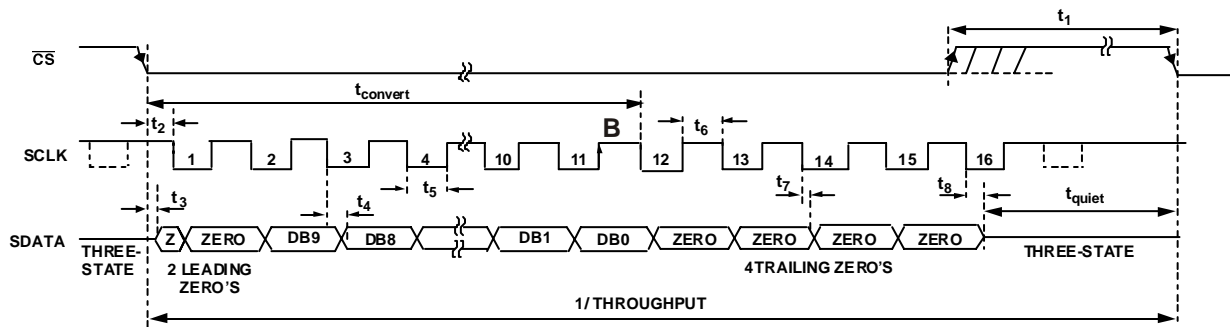 t1
CS
tconvert
t2
B
t6
SCLK
1 2 3 4 10 11 12 13 14 15 16
t3
t4
t5
t7
t8
tquiet
SDATA
Z ZERO DB9 DB8 DB1 DB0 ZERO ZERO ZERO ZERO
THREE-
STATE
2 LEADING
ZERO'S
4TRAILING ZERO'S
THREE-STATE
1/ THROUGHPUT